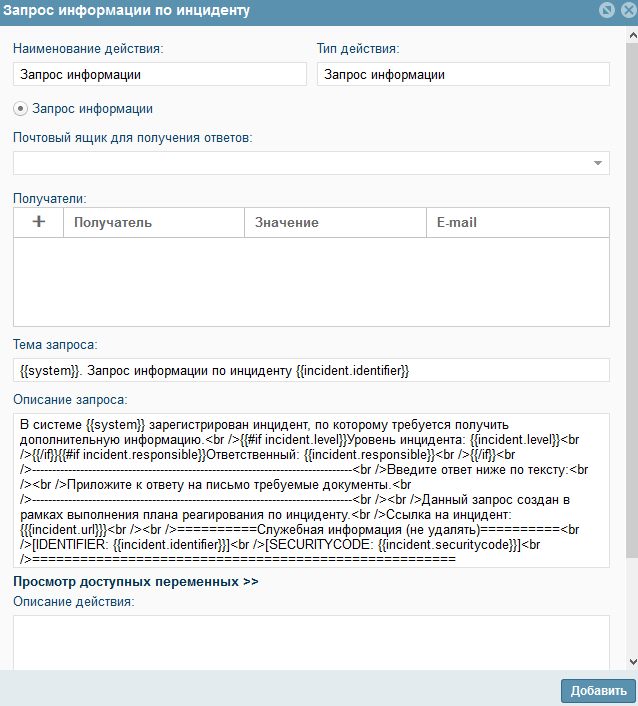 Запрос информации по инциденту
Наименование действия: Тип действия:
Запрос информации Запрос информации
Запрос информации
Почтовый ящик для получения ответов:
Получатели:
+ Получатель Значение E-mail
Тема запроса:
{{system}}. Запрос информации по инциденту {{incident.identifier}}
Описание запроса:
В системе {{system}} зарегистрирован инцидент, по которому требуется получить
дополнительную информацию.<br />{{#if incident.level}}Уровень инцидента: {{incident.level}}<br
/>{{/if}}{{#if incident.responsible}}Ответственный: {{incident.responsible}}<br />{{/if}}<br
/>--------------------------------------------------------------------------------<br />Введите ответ ниже по тексту:<br
/><br />Приложите к ответу на письмо требуемые документы.<br
/>--------------------------------------------------------------------------------<br /><br />Данный запрос создан в
рамках выполнения плана реагирования по инциденту.<br />Ссылка на инцидент:
{{{incident.url}}}<br /><br />==========Служебная информация (не удалять)==========<br
/>[IDENTIFIER: {{incident.identifier}}]<br />[SECURITYCODE: {{incident.securitycode}}]<br
/>=====================================================
Просмотр доступных переменных >>
Описание действия:
Добавить